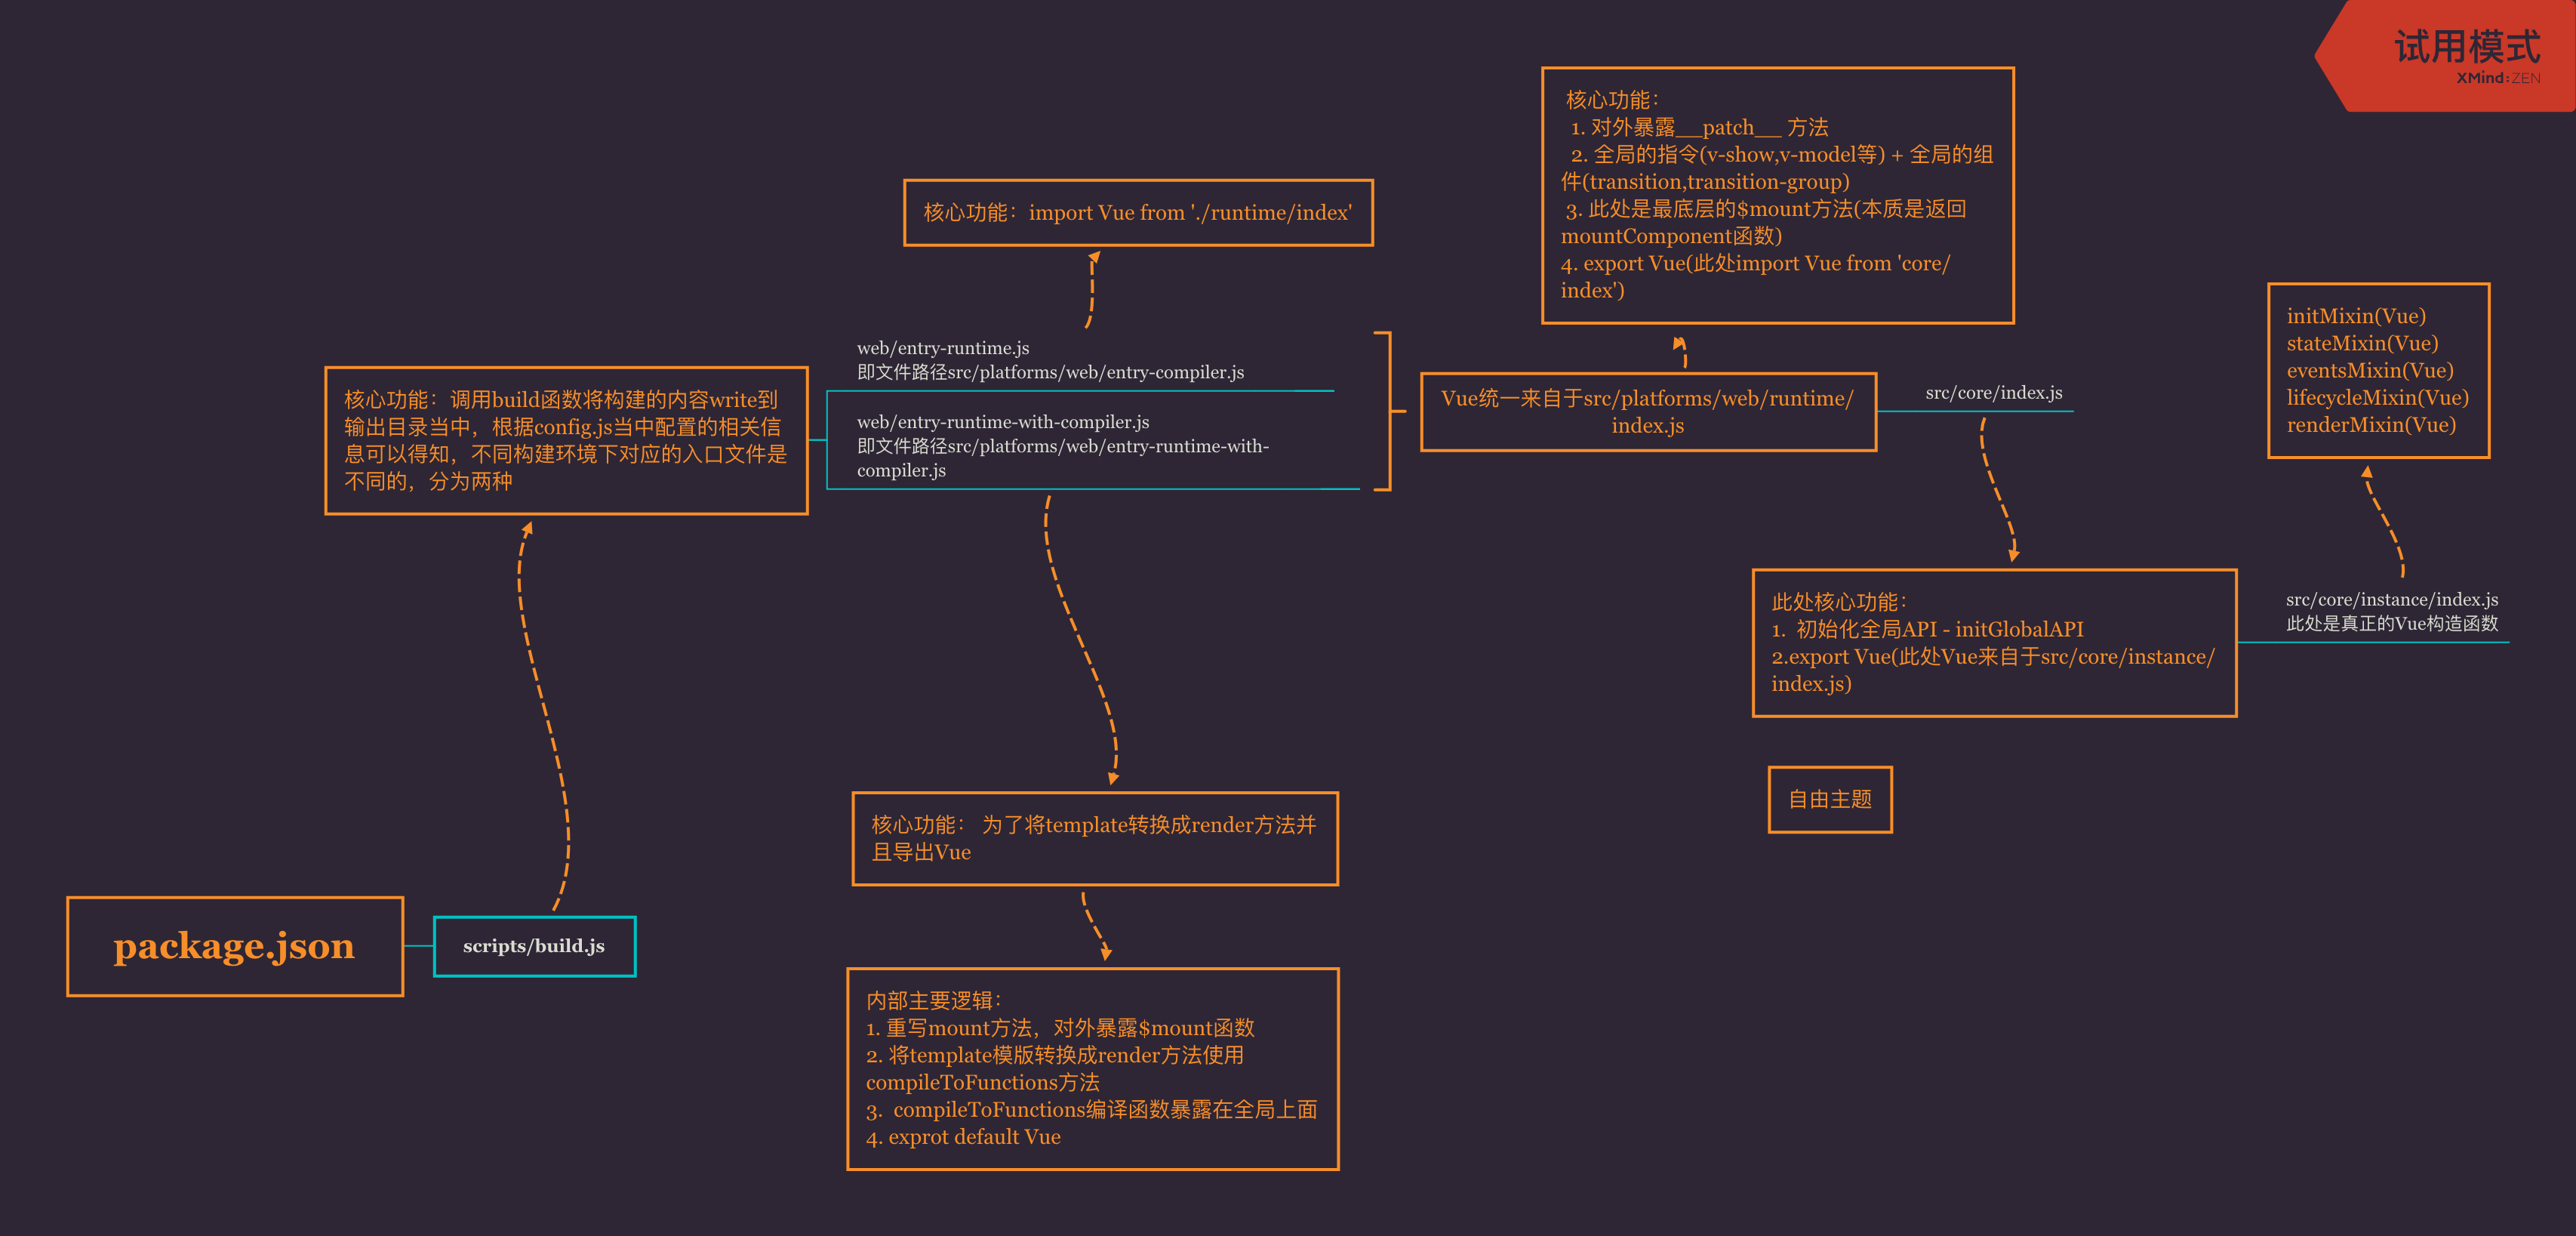 试用模式
XMind:ZEN
核心功能：
1. 对外暴露__patch__ 方法
2. 全局的指令(v-show,v-model等) + 全局的组
件(transition,transition-group)
3. 此处是最底层的$mount方法(本质是返回
mountComponent函数)
4. export Vue(此处import Vue from 'core/
index')
核心功能：import Vue from './runtime/index'
initMixin(Vue)
stateMixin(Vue)
eventsMixin(Vue)
lifecycleMixin(Vue)
renderMixin(Vue)
web/entry-runtime.js
即文件路径src/platforms/web/entry-compiler.js
web/entry-runtime-with-compiler.js
即文件路径src/platforms/web/entry-runtime-with-
compiler.js
核心功能：调用build函数将构建的内容write到
输出目录当中，根据config.js当中配置的相关信
息可以得知，不同构建环境下对应的入口文件是
不同的，分为两种
Vue统一来自于src/platforms/web/runtime/
index.js
src/core/index.js
此处核心功能：
1. 初始化全局API - initGlobalAPI
2.export Vue(此处Vue来自于src/core/instance/
index.js)
src/core/instance/index.js
此处是真正的Vue构造函数
自由主题
核心功能： 为了将template转换成render方法并
且导出Vue
package.json
scripts/build.js
内部主要逻辑：
1. 重写mount方法，对外暴露$mount函数
2. 将template模版转换成render方法使用
compileToFunctions方法
3. compileToFunctions编译函数暴露在全局上面
4. exprot default Vue